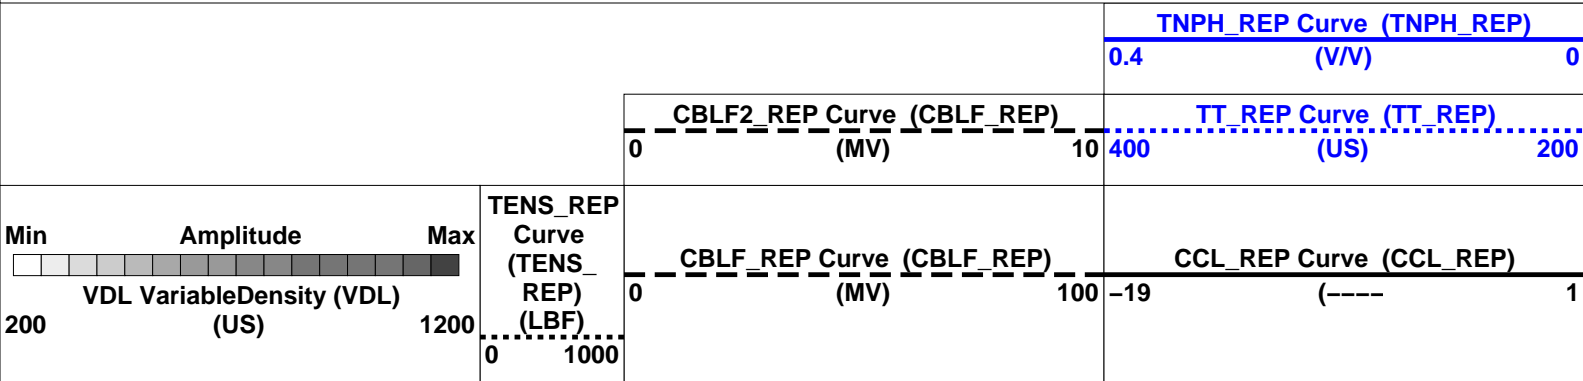 TNPH_REP Curve (TNPH_REP)
0.4 (V/V) 0
CBLF2_REP Curve (CBLF_REP)
0 (MV) 10
TT_REP Curve (TT_REP)
400 (US) 200
Min Amplitude Max
VDL VariableDensity (VDL)
200 (US) 1200
TENS_REP
Curve
(TENS_
REP)
(LBF)
0 1000
CBLF_REP Curve (CBLF_REP)
0 (MV) 100
CCL_REP Curve (CCL_REP)
−19 (−−−− 1